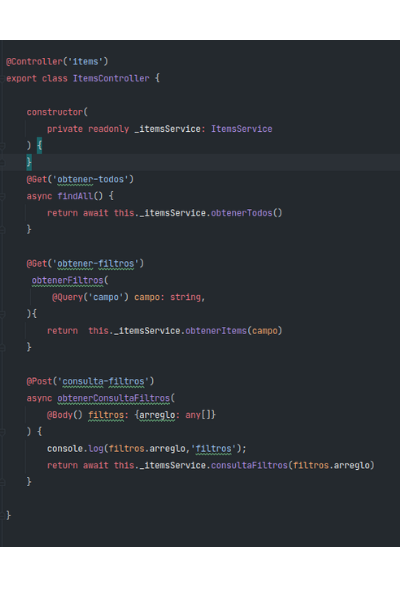 @Controller('items')
export class ItemsController {
constructor(
private readonly _itemsService: ItemsService
) {
}
@Get('obtener-todos')
async findAll() {
return await this._itemsService.obtenerTodos()
}
@Get('obtener-filtros')
obtenerFiltros(
@Query('campo') campo: string,
){
return  this._itemsService.obtenerItems(campo)
}
@Post('consulta-filtros')
async obtenerConsultaFiltros(
@Body() filtros: {arreglo: any[]}
) {
console.log(filtros.arreglo,'filtros');
return await this._itemsService.consultaFiltros(filtros.arreglo)
}
}